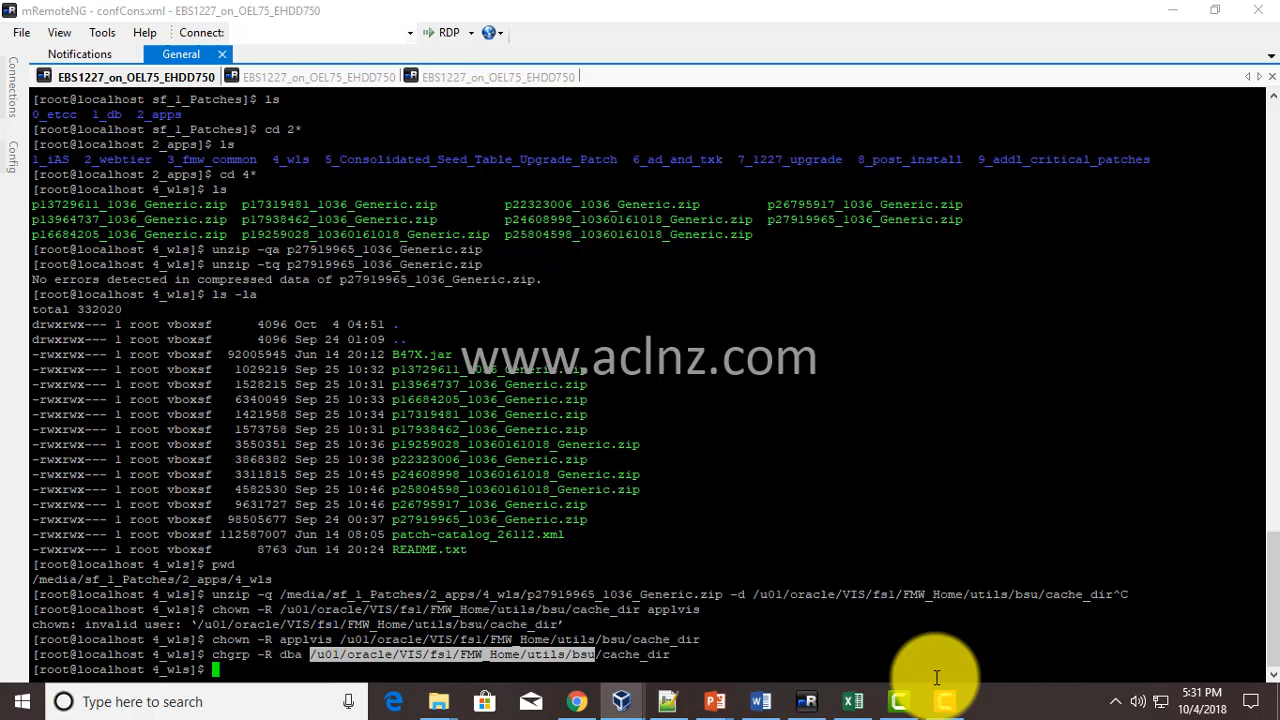 mRemoteNG - confCons.xml - EBS1227_on_OEL75_EHDD750
File View Tools Help Connect: RDP
Notifications General
EBS1227_on_OEL75_EHDD750 EBS1227_on_OEL75_EHDD750 EBS1227_on_OEL75_EHDD750
Connections
Config
[root@localhost sf_1_Patches]$ ls
0_etcc 1_db 2_apps
[root@localhost sf_1_Patches]$ cd 2*
[root@localhost 2_apps]$ ls
1_iAS 2_webtier 3_fmw_common 4_wls 5_Consolidated_Seed_Table_Upgrade_Patch 6_ad_and_txk 7_1227_upgrade 8_post_install 9_addl_critical_patches
[root@localhost 2_apps]$ cd 4*
[root@localhost 4_wls]$ ls
p13729611_1036_Generic.zip p17319481_1036_Generic.zip p22323006_1036_Generic.zip p26795917_1036_Generic.zip
p13964737_1036_Generic.zip p17938462_1036_Generic.zip p24608998_10360161018_Generic.zip p27919965_1036_Generic.zip
p16684205_1036_Generic.zip p19259028_10360161018_Generic.zip p25804598_10360161018_Generic.zip
[root@localhost 4_wls]$ unzip -qa p27919965_1036_Generic.zip
[root@localhost 4_wls]$ unzip -tq p27919965_1036_Generic.zip
No errors detected in compressed data of p27919965_1036_Generic.zip.
[root@localhost 4_wls]$ ls -la
total 332020
drwxrwx--- 1 root vboxsf 4096 Oct 4 04:51 .
drwxrwx--- 1 root vboxsf 4096 Sep 24 01:09 ..
-rwxrwx--- 1 root vboxsf 92005945 Jun 14 20:12 B47X.jar
www.aclnz.com
-rwxrwx--- 1 root vboxsf 1029219 Sep 25 10:32 p13729611_1036_Generic.zip
-rwxrwx--- 1 root vboxsf 1528215 Sep 25 10:31 p13964737_1036_Generic.zip
-rwxrwx--- 1 root vboxsf 6340049 Sep 25 10:33 p16684205_1036_Generic.zip
-rwxrwx--- 1 root vboxsf 1421958 Sep 25 10:34 p17319481_1036_Generic.zip
-rwxrwx--- 1 root vboxsf 1573758 Sep 25 10:31 p17938462_1036_Generic.zip
-rwxrwx--- 1 root vboxsf 3550351 Sep 25 10:36 p19259028_10360161018_Generic.zip
-rwxrwx--- 1 root vboxsf 3868382 Sep 25 10:38 p22323006_1036_Generic.zip
-rwxrwx--- 1 root vboxsf 3311815 Sep 25 10:45 p24608998_10360161018_Generic.zip
-rwxrwx--- 1 root vboxsf 4582530 Sep 25 10:46 p25804598_10360161018_Generic.zip
-rwxrwx--- 1 root vboxsf 9631727 Sep 25 10:46 p26795917_1036_Generic.zip
-rwxrwx--- 1 root vboxsf 98505677 Sep 24 00:37 p27919965_1036_Generic.zip
-rwxrwx--- 1 root vboxsf 112587007 Jun 14 08:05 patch-catalog_26112.xml
-rwxrwx--- 1 root vboxsf 8763 Jun 14 20:24 README.txt
[root@localhost 4_wls]$ pwd
/media/sf_1_Patches/2_apps/4_wls
[root@localhost 4_wls]$ unzip -q /media/sf_1_Patches/2_apps/4_wls/p27919965_1036_Generic.zip -d /u01/oracle/VIS/fs1/FMW_Home/utils/bsu/cache_dir^C
[root@localhost 4_wls]$ chown -R /u01/oracle/VIS/fs1/FMW_Home/utils/bsu/cache_dir applvis
chown: invalid user: ‘/u01/oracle/VIS/fs1/FMW_Home/utils/bsu/cache_dir’
[root@localhost 4_wls]$ chown -R applvis /u01/oracle/VIS/fs1/FMW_Home/utils/bsu/cache_dir
[root@localhost 4_wls]$ chgrp -R dba /u01/oracle/VIS/fs1/FMW_Home/utils/bsu/cache_dir
[root@localhost 4_wls]$
Type here to search
5:31 PM
10/4/2018